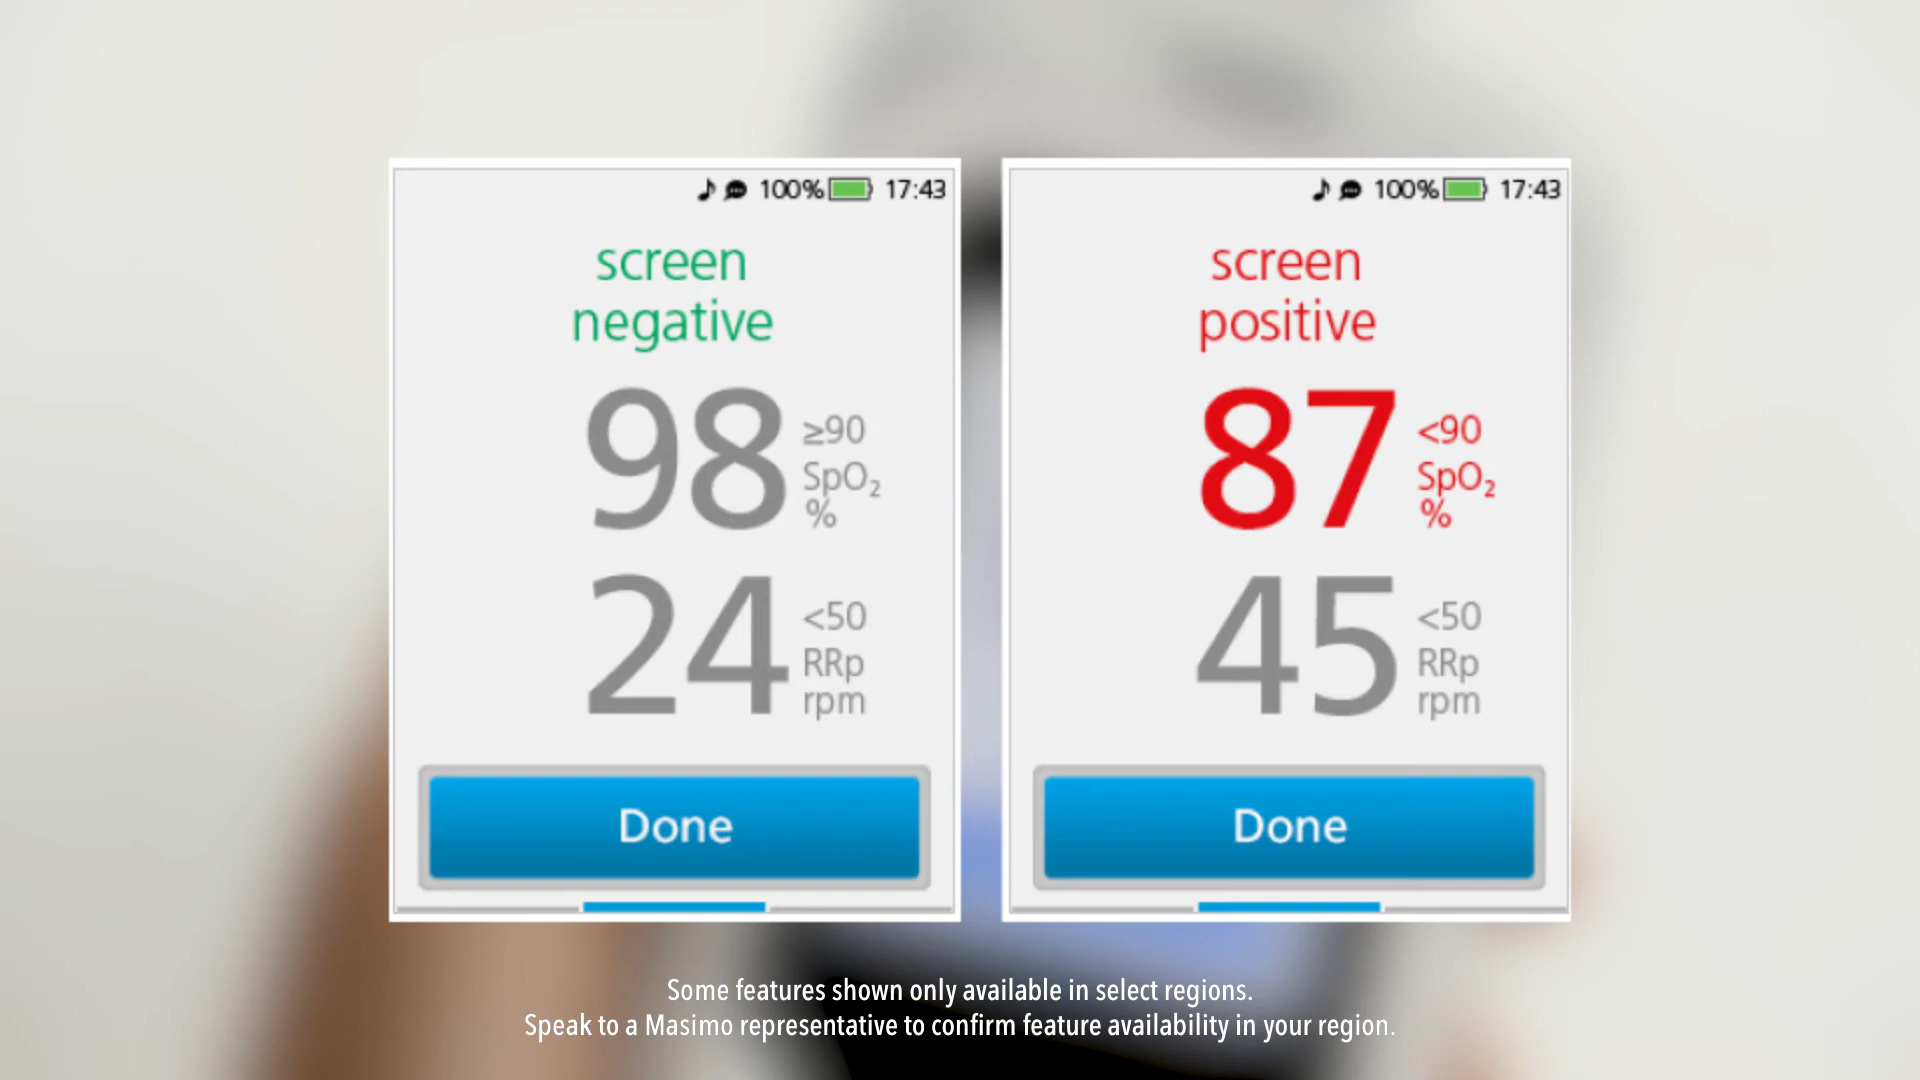 100% 17:43
screen
negative
98 ≥90
SpO₂
%
24 <50
RRp
rpm
Done
100% 17:43
screen
positive
87 <90
SpO₂
%
45 <50
RRp
rpm
Done
Some features shown only available in select regions.
Speak to a Masimo representative to confirm feature availability in your region.